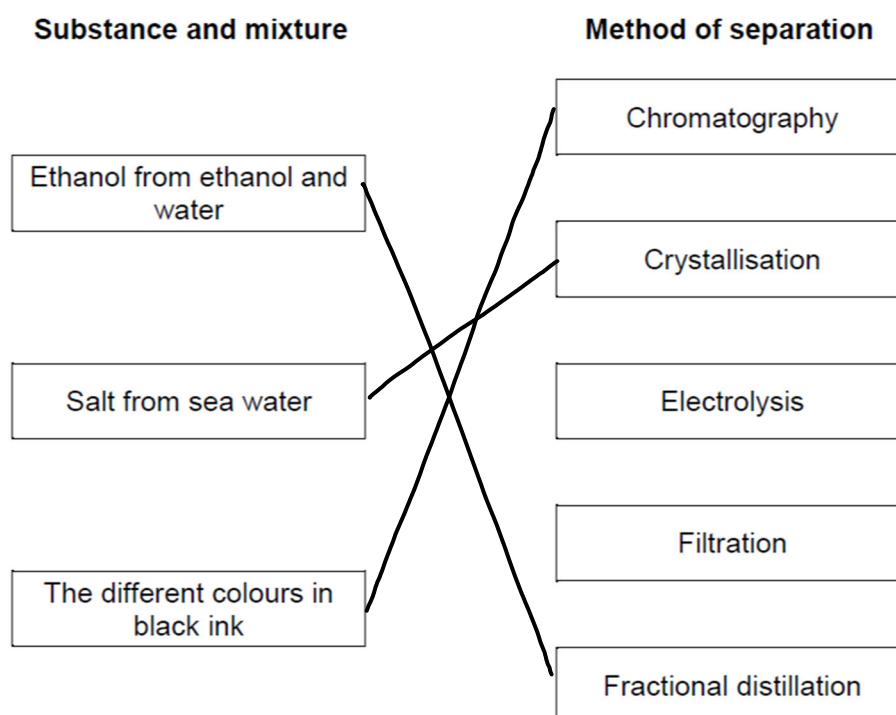 Substance and mixture
Method of separation
Chromatography
Ethanol from ethanol and
water
Crystallisation
Salt from sea water
Electrolysis
Filtration
The different colours in
black ink
Fractional distillation